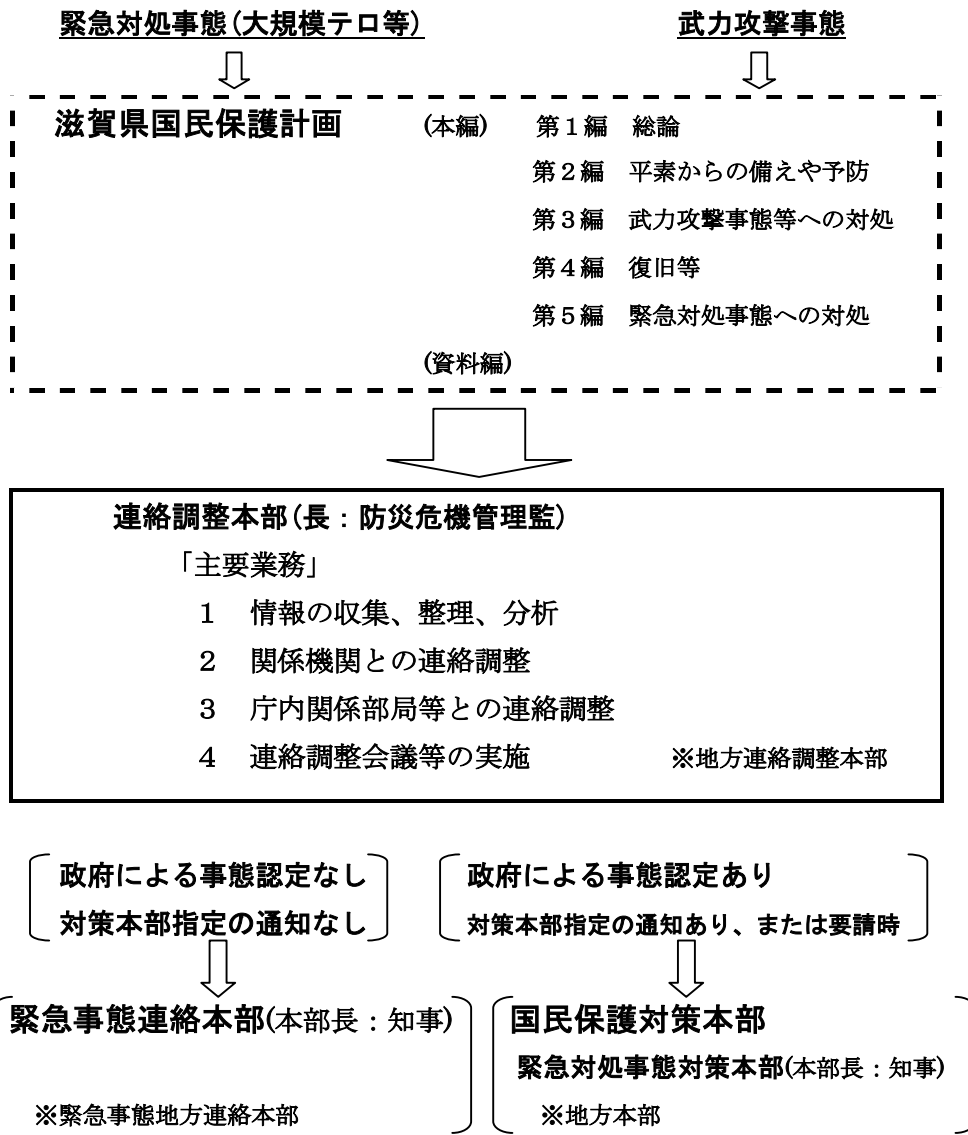 緊急対処事態(大規模テロ等) 武力攻撃事態
滋賀県国民保護計画 (本編) 第１編 総論
第２編 平素からの備えや予防
第３編 武力攻撃事態等への対処
第４編 復旧等
第５編 緊急対処事態への対処
(資料編)
連絡調整本部(長：防災危機管理監)
「主要業務」
１ 情報の収集、整理、分析
２ 関係機関との連絡調整
３ 庁内関係部局等との連絡調整
４ 連絡調整会議等の実施 ※地方連絡調整本部
政府による事態認定なし
対策本部指定の通知なし
政府による事態認定あり
対策本部指定の通知あり、または要請時
緊急事態連絡本部(本部長：知事)
※緊急事態地方連絡本部
国民保護対策本部
緊急対処事態対策本部(本部長：知事)
※地方本部